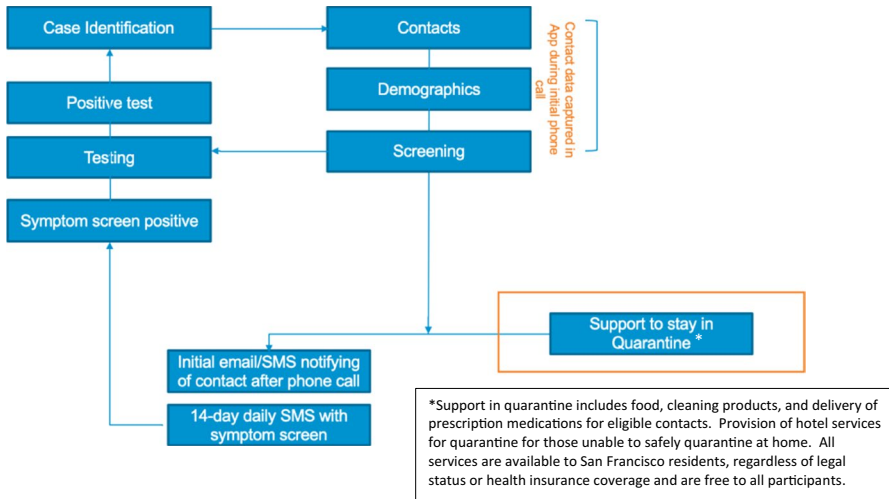 Case Identification
Contacts
Contact data captured in
App during initial phone
call
Demographics
Positive test
Testing
Screening
Symptom screen positive
Support to stay in
Quarantine *
Initial email/SMS notifying
of contact after phone call
14-day daily SMS with
symptom screen
*Support in quarantine includes food, cleaning products, and delivery of
prescription medications for eligible contacts.  Provision of hotel services
for quarantine for those unable to safely quarantine at home.  All
services are available to San Francisco residents, regardless of legal
status or health insurance coverage and are free to all participants.